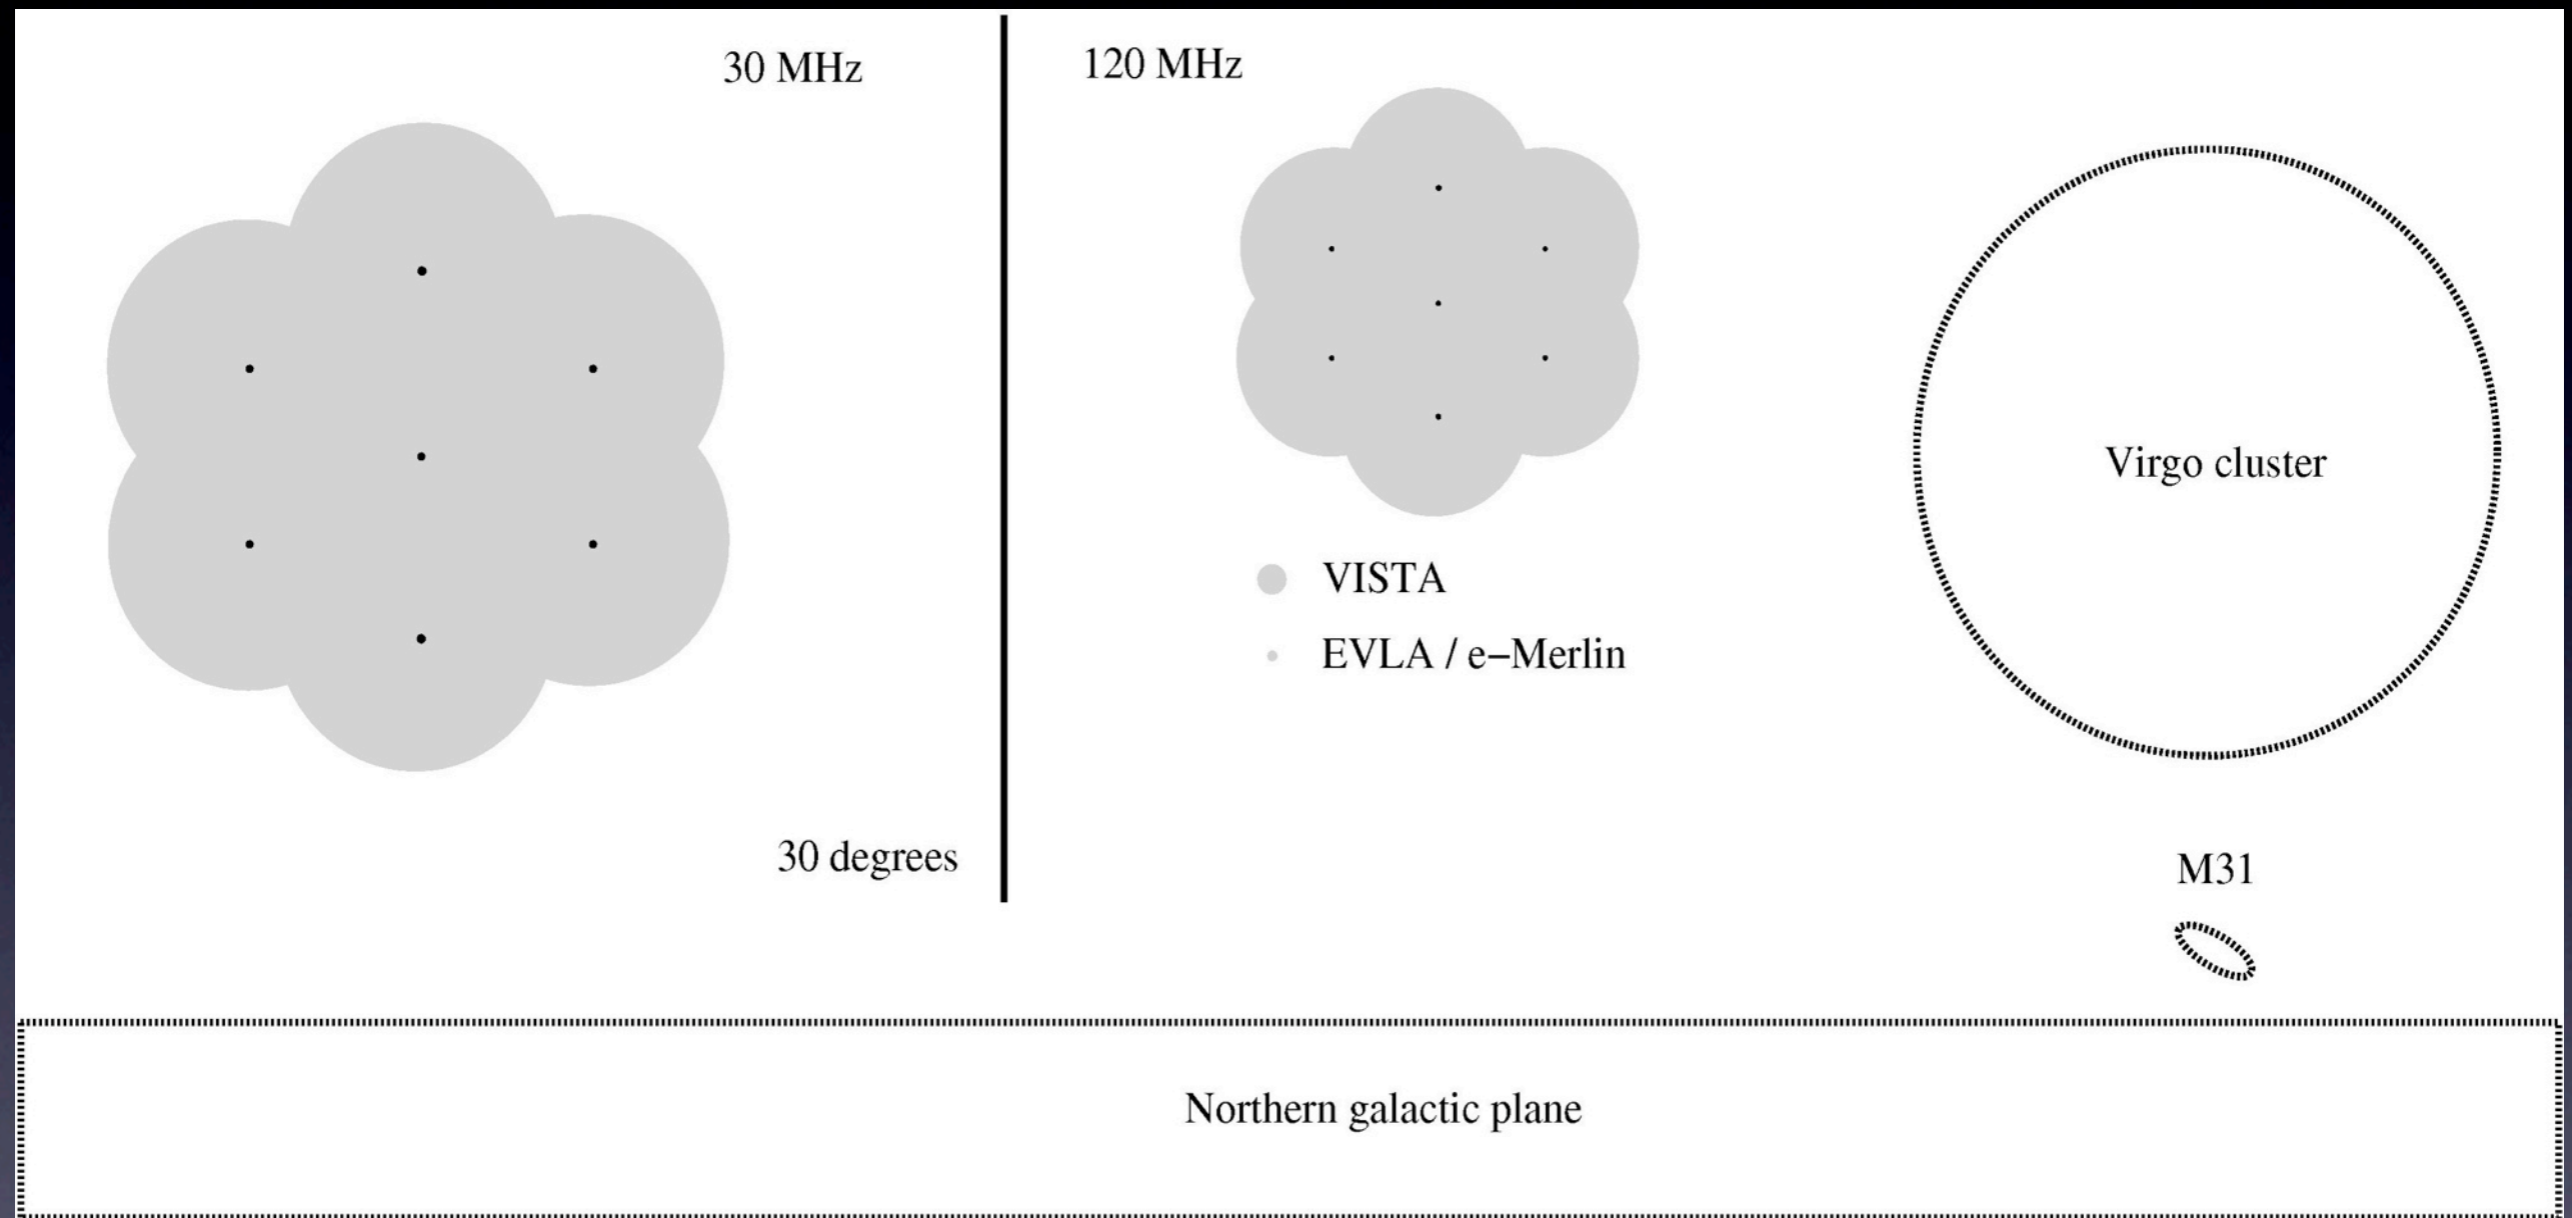 30 MHz
120 MHz
Virgo cluster
VISTA
EVLA / e−Merlin
30 degrees
M31
Northern galactic plane